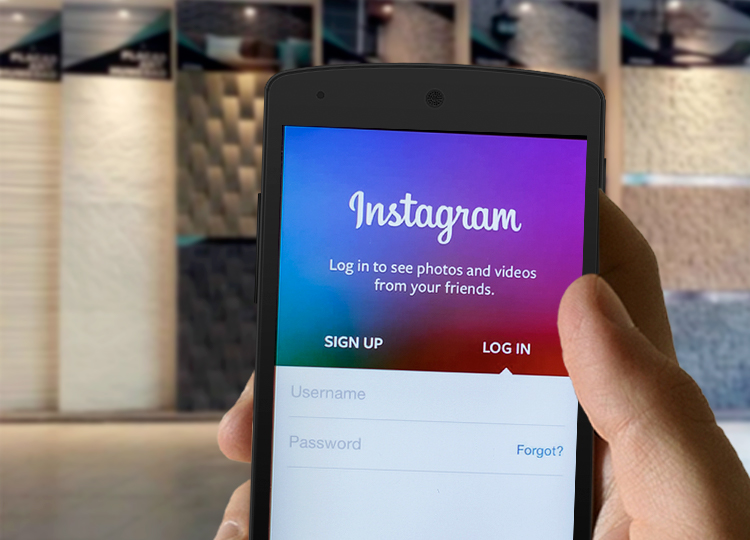 Instagram
Log in to see photos and videos
from your friends.
SIGN UP LOG IN
Username
Password Forgot?